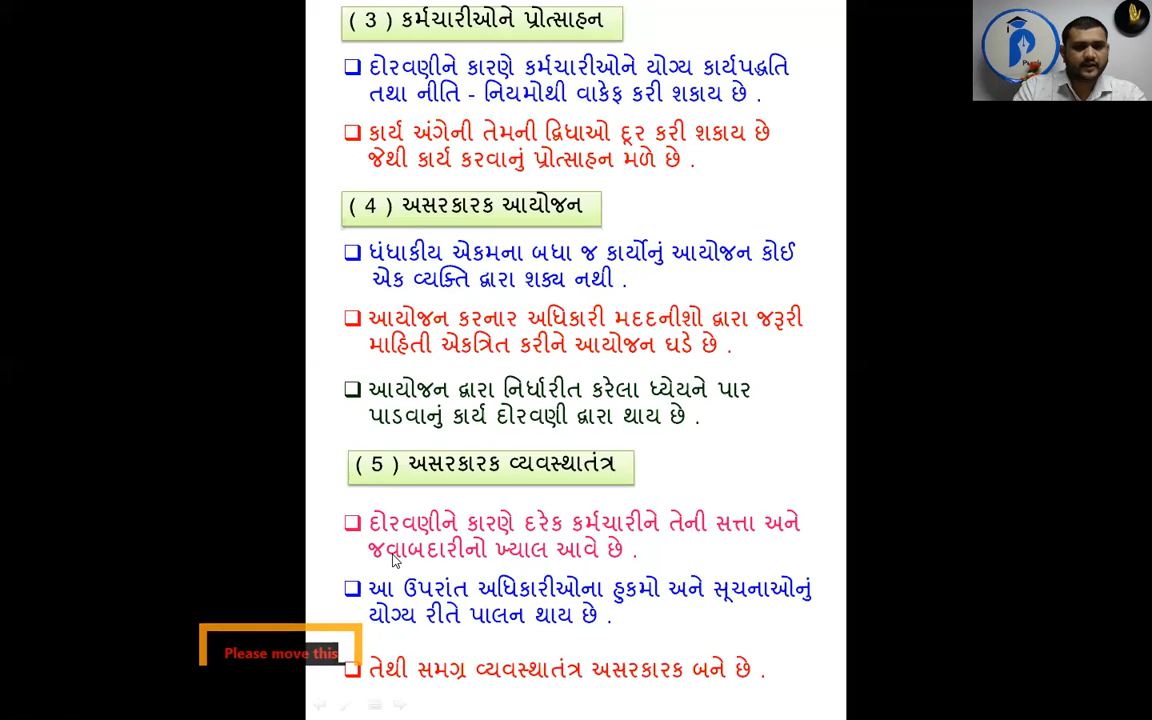 ( 3 ) કર્મચારીઓને પ્રોત્સાહન
❑ દોરવણીને કારણે કર્મચારીઓને યોગ્ય કાર્યપદ્ધતિ
તથા નીતિ - નિયમોથી વાકેફ કરી શકાય છે .
❑ કાર્ય અંગેની તેમની દ્વિધાઓ દૂર કરી શકાય છે
જેથી કાર્ય કરવાનું પ્રોત્સાહન મળે છે .
( 4 ) અસરકારક આયોજન
❑ ધંધાકીય એકમના બધા જ કાર્યોનું આયોજન કોઈ
એક વ્યક્તિ દ્વારા શક્ય નથી .
❑ આયોજન કરનાર અધિકારી મદદનીશો દ્વારા જરૂરી
માહિતી એકત્રિત કરીને આયોજન ઘડે છે .
❑ આયોજન દ્વારા નિર્ધારીત કરેલા ધ્યેયને પાર
પાડવાનું કાર્ય દોરવણી દ્વારા થાય છે .
( 5 ) અસરકારક વ્યવસ્થાતંત્ર
❑ દોરવણીને કારણે દરેક કર્મચારીને તેની સત્તા અને
જવાબદારીનો ખ્યાલ આવે છે .
❑ આ ઉપરાંત અધિકારીઓના હુકમો અને સૂચનાઓનું
યોગ્ય રીતે પાલન થાય છે .
Please move this
❑ તેથી સમગ્ર વ્યવસ્થાતંત્ર અસરકારક બને છે .